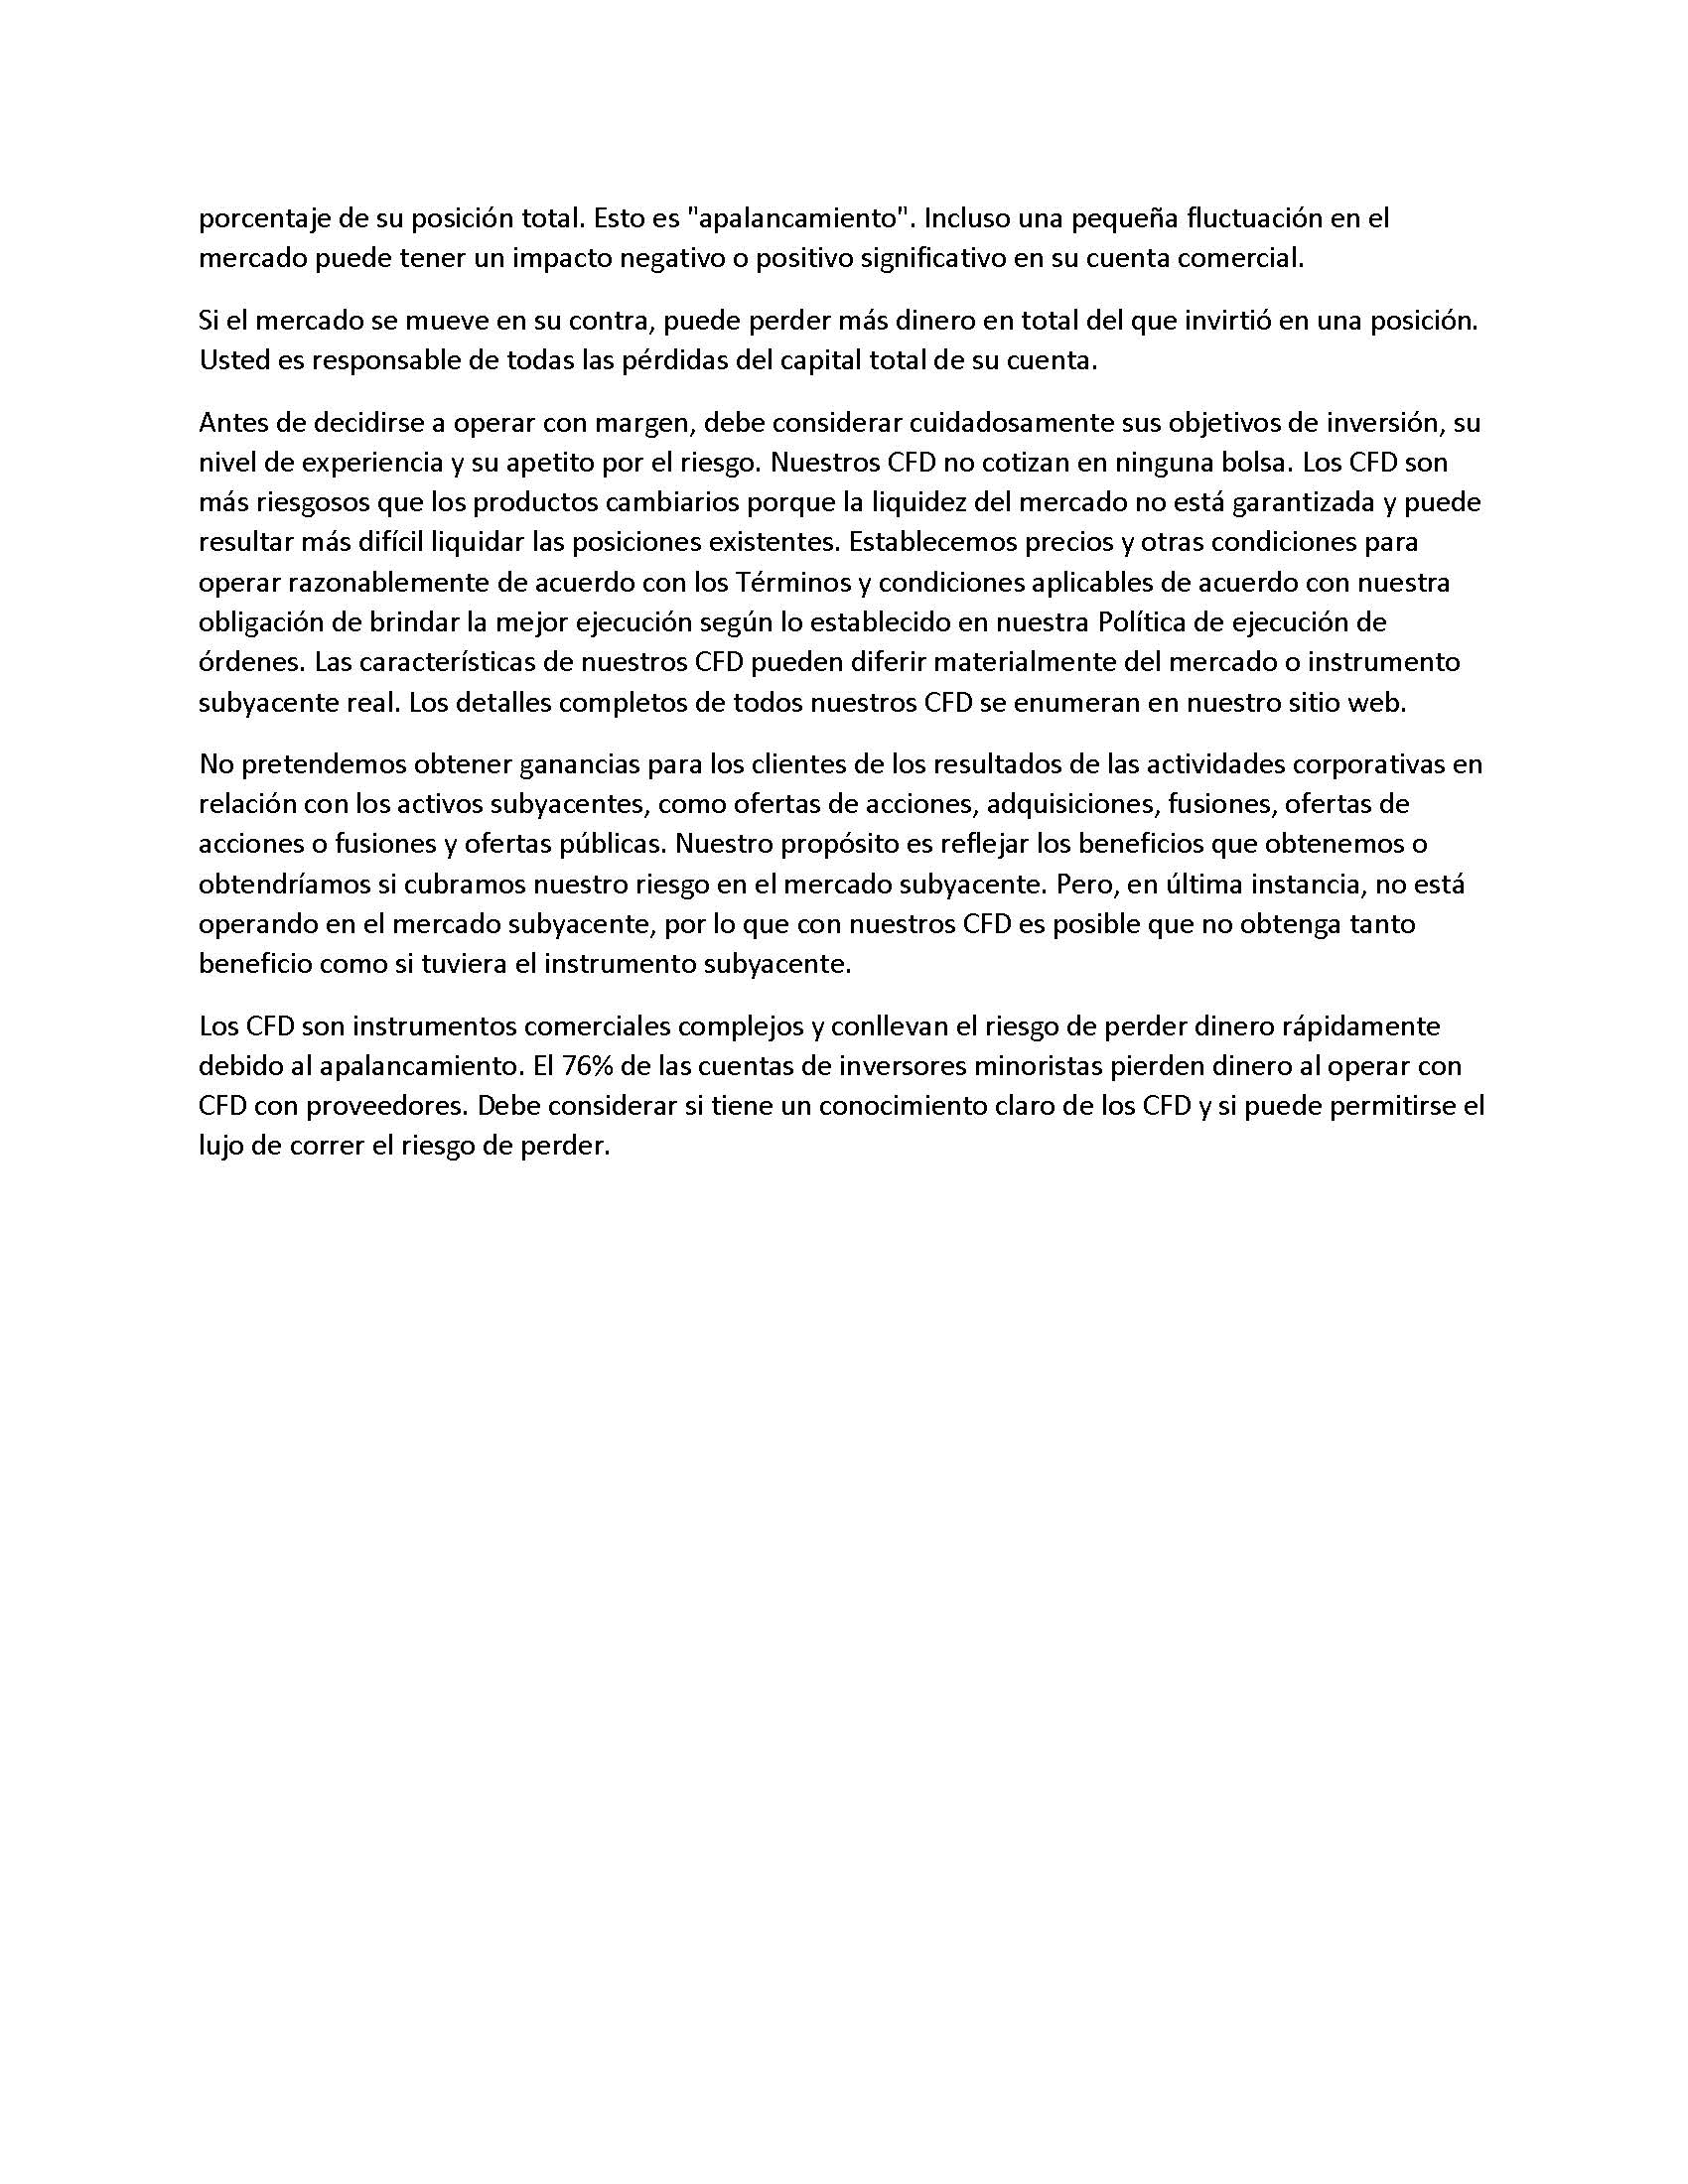 porcentaje de su posición total. Esto es "apalancamiento". Incluso una pequeña fluctuación en el
mercado puede tener un impacto negativo o positivo significativo en su cuenta comercial.
Si el mercado se mueve en su contra, puede perder más dinero en total del que invirtió en una posición.
Usted es responsable de todas las pérdidas del capital total de su cuenta.
Antes de decidirse a operar con margen, debe considerar cuidadosamente sus objetivos de inversión, su
nivel de experiencia y su apetito por el riesgo. Nuestros CFD no cotizan en ninguna bolsa. Los CFD son
más riesgosos que los productos cambiarios porque la liquidez del mercado no está garantizada y puede
resultar más difícil liquidar las posiciones existentes. Establecemos precios y otras condiciones para
operar razonablemente de acuerdo con los Términos y condiciones aplicables de acuerdo con nuestra
obligación de brindar la mejor ejecución según lo establecido en nuestra Política de ejecución de
órdenes. Las características de nuestros CFD pueden diferir materialmente del mercado o instrumento
subyacente real. Los detalles completos de todos nuestros CFD se enumeran en nuestro sitio web.
No pretendemos obtener ganancias para los clientes de los resultados de las actividades corporativas en
relación con los activos subyacentes, como ofertas de acciones, adquisiciones, fusiones, ofertas de
acciones o fusiones y ofertas públicas. Nuestro propósito es reflejar los beneficios que obtenemos o
obtendríamos si cubramos nuestro riesgo en el mercado subyacente. Pero, en última instancia, no está
operando en el mercado subyacente, por lo que con nuestros CFD es posible que no obtenga tanto
beneficio como si tuviera el instrumento subyacente.
Los CFD son instrumentos comerciales complejos y conllevan el riesgo de perder dinero rápidamente
debido al apalancamiento. El 76% de las cuentas de inversores minoristas pierden dinero al operar con
CFD con proveedores. Debe considerar si tiene un conocimiento claro de los CFD y si puede permitirse el
lujo de correr el riesgo de perder.